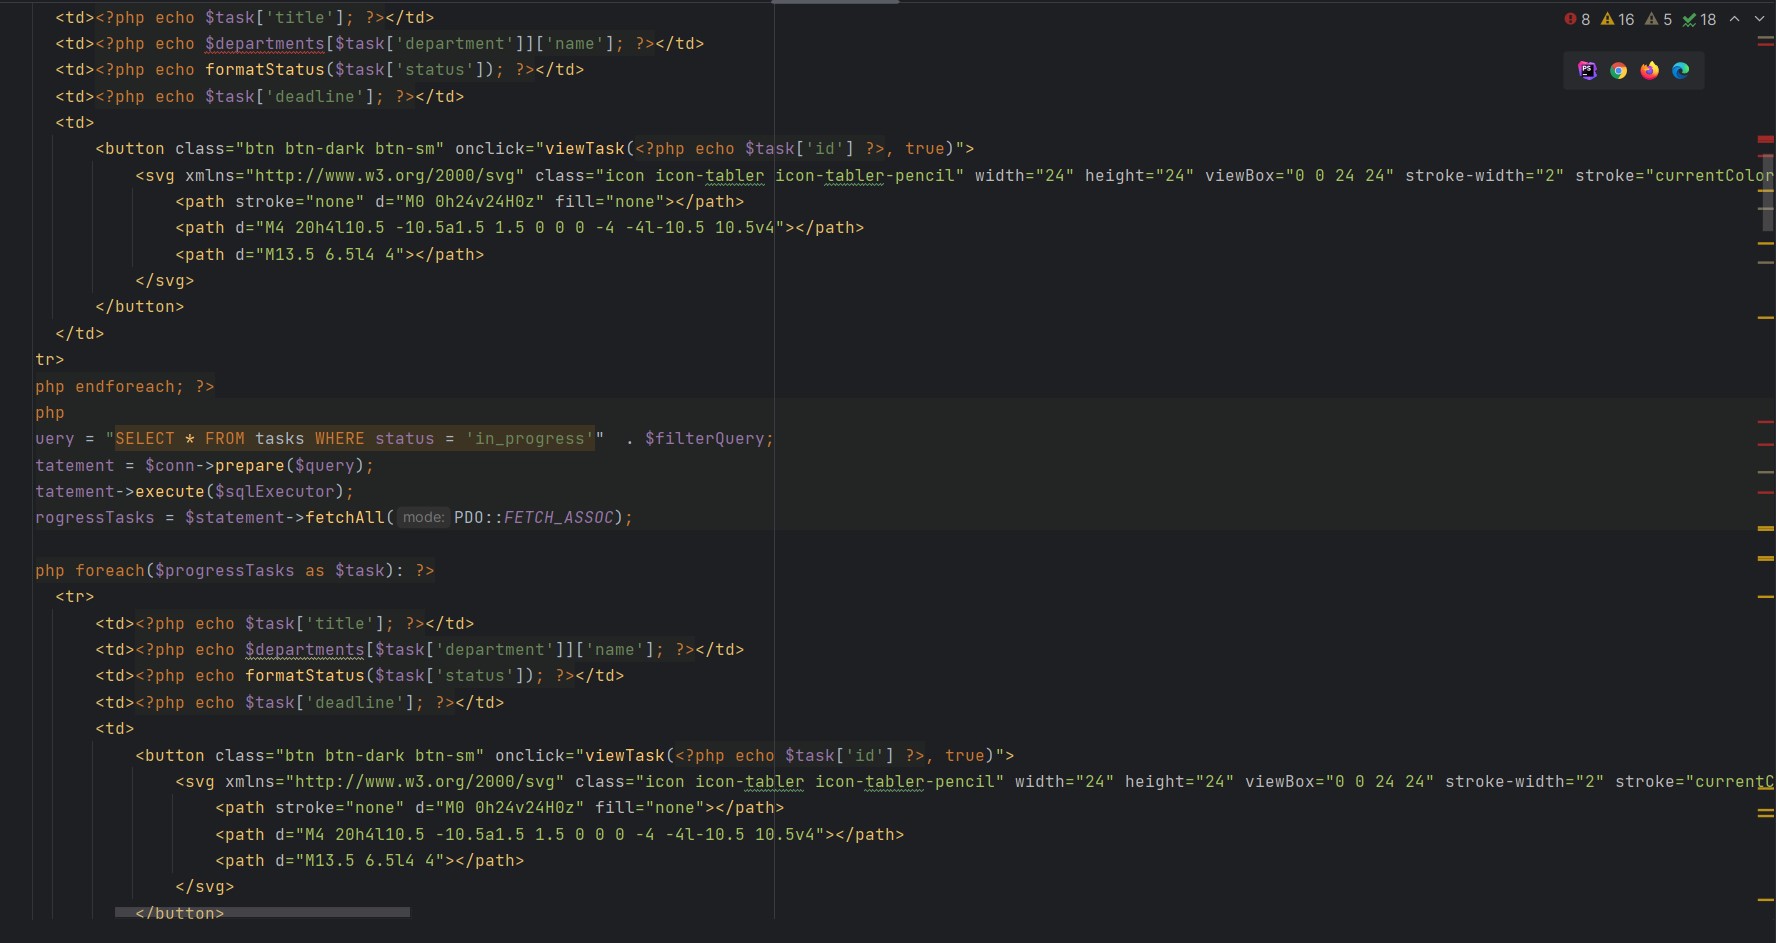 <td><?php echo $task['title']; ?></td>
8 16 5 18
<td><?php echo $departments[$task['department']]['name']; ?></td>
<td><?php echo formatStatus($task['status']); ?></td>
PS
<td><?php echo $task['deadline']; ?></td>
<td>
<button class="btn btn-dark btn-sm" onclick="viewTask(<?php echo $task['id'] ?>, true)">
<svg xmlns="http://www.w3.org/2000/svg" class="icon icon-tabler icon-tabler-pencil" width="24" height="24" viewBox="0 0 24 24" stroke-width="2" stroke="currentColor
<path stroke="none" d="M0 0h24v24H0z" fill="none"></path>
<path d="M4 20h4l10.5 -10.5a1.5 1.5 0 0 0 -4 -4l-10.5 10.5v4"></path>
<path d="M13.5 6.5l4 4"></path>
</svg>
</button>
</td>
tr>
php endforeach; ?>
php
uery = "SELECT * FROM tasks WHERE status = 'in_progress'" . $filterQuery;
tatement = $conn->prepare($query);
tatement->execute($sqlExecutor);
rogressTasks = $statement->fetchAll( mode: PDO::FETCH_ASSOC);
php foreach($progressTasks as $task): ?>
<tr>
<td><?php echo $task['title']; ?></td>
<td><?php echo $departments[$task['department']]['name']; ?></td>
<td><?php echo formatStatus($task['status']); ?></td>
<td><?php echo $task['deadline']; ?></td>
<td>
<button class="btn btn-dark btn-sm" onclick="viewTask(<?php echo $task['id'] ?>, true)">
<svg xmlns="http://www.w3.org/2000/svg" class="icon icon-tabler icon-tabler-pencil" width="24" height="24" viewBox="0 0 24 24" stroke-width="2" stroke="currentC
<path stroke="none" d="M0 0h24v24H0z" fill="none"></path>
<path d="M4 20h4l10.5 -10.5a1.5 1.5 0 0 0 -4 -4l-10.5 10.5v4"></path>
<path d="M13.5 6.5l4 4"></path>
</svg>
</button>